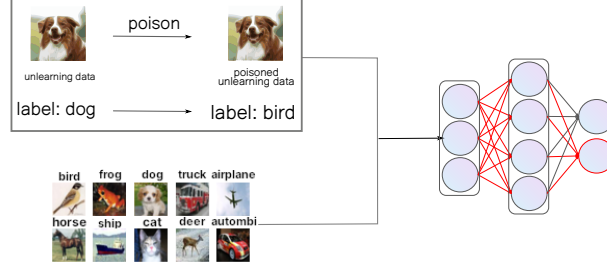 poison
unlearning data
poisoned
unlearning data
label: dog
label: bird
bird frog dog truck airplane
horse ship cat deer autombi